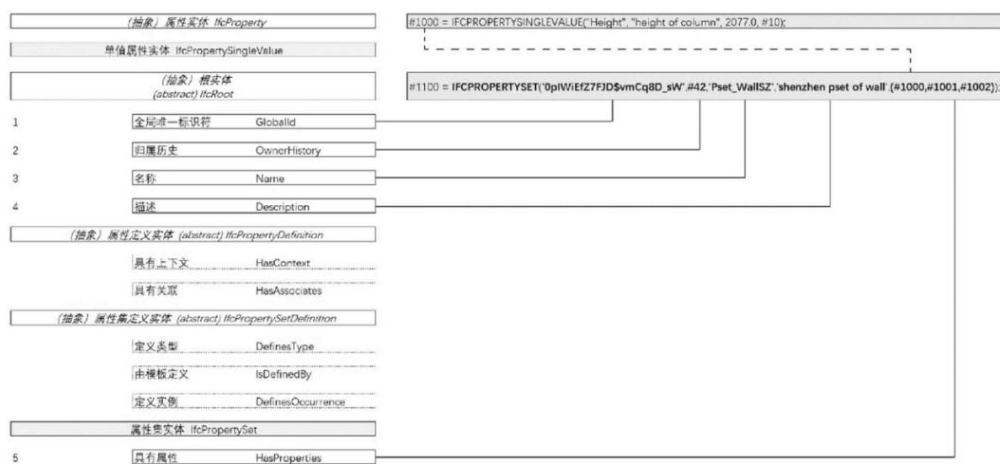 (抽象) 属性实体 IfcProperty
#1000 = IFCPROPERTYSINGLEVALUE("Height", "height of column", 2077.0, #10);
单值属性实体 IfcPropertySingleValue
(抽象) 根实体
(abstract) IfcRoot
#1100 = IFCPROPERTYSET('0pIWiEfZ7FJD$vmCq8D_sW',#42,'Pset_WallSZ','shenzhen pset of wall',(#1000,#1001,#1002));
1 全局唯一标识符 GlobalId
2 归属历史 OwnerHistory
3 名称 Name
4 描述 Description
(抽象) 属性定义实体 (abstract) IfcPropertyDefinition
具有上下文 HasContext
具有关联 HasAssociates
(抽象) 属性集定义实体 (abstract) IfcPropertySetDefinition
定义类型 DefinesType
由模板定义 IsDefinedBy
定义实例 DefinesOccurrence
属性集实体 IfcPropertySet
5 具有属性 HasProperties